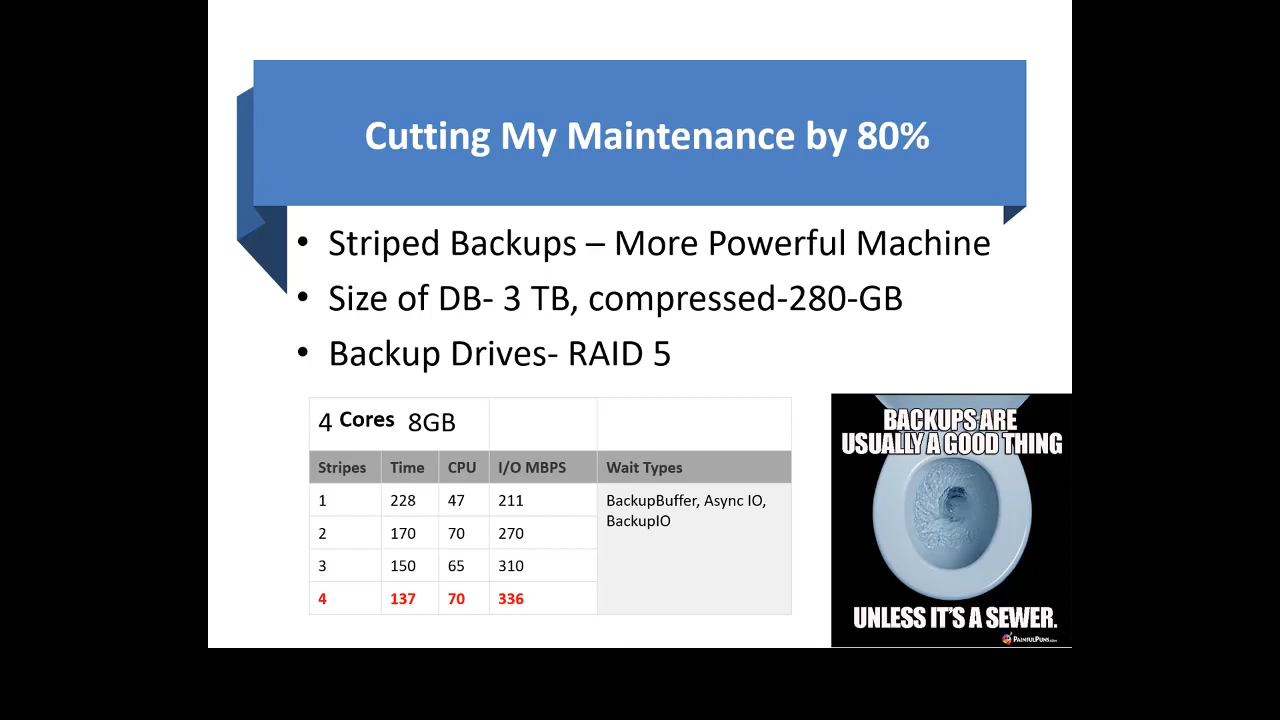 Cutting My Maintenance by 80%
• Striped Backups – More Powerful Machine
• Size of DB- 3 TB, compressed-280-GB
• Backup Drives- RAID 5
4 Cores 8GB
Stripes Time CPU I/O MBPS Wait Types
1 228 47 211 BackupBuffer, Async IO,
BackupIO
2 170 70 270
3 150 65 310
4 137 70 336
BACKUPS ARE
USUALLY A GOOD THING
UNLESS IT'S A SEWER.
PAINFULPUNS.com